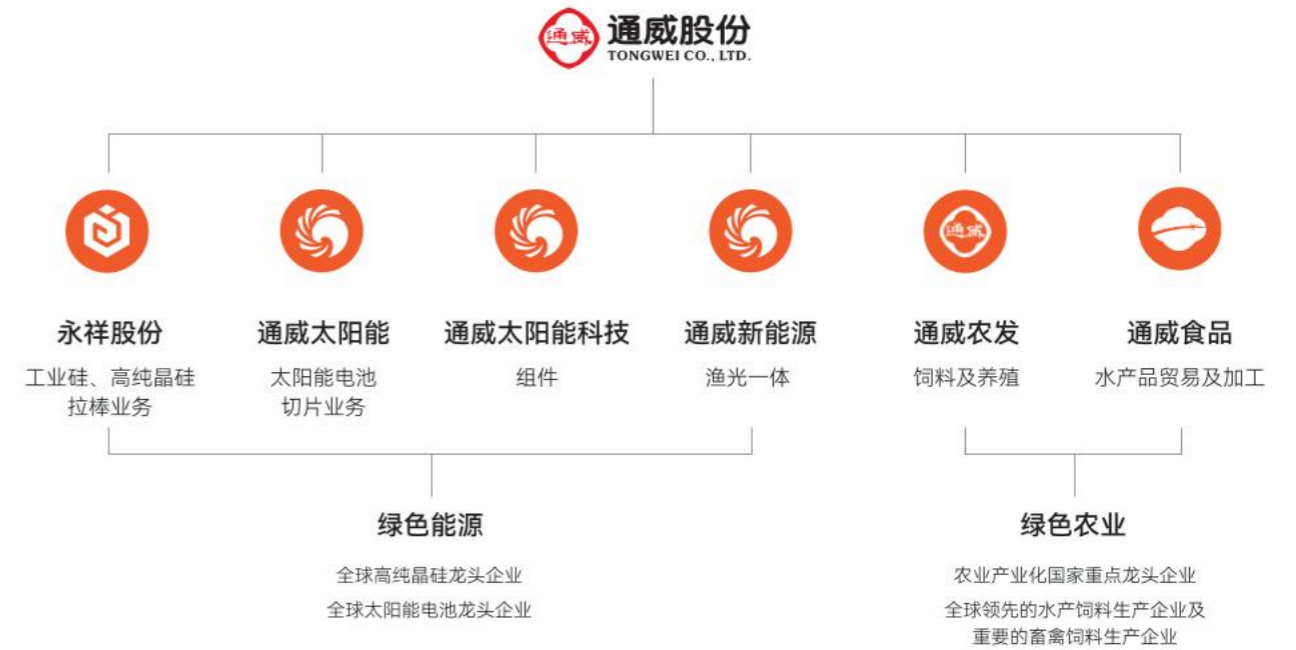 通威
通威股份
TONGWEI CO., LTD.
通威
永祥股份
通威太阳能
通威太阳能科技
通威新能源
通威农发
通威食品
工业硅、高纯晶硅
拉棒业务
太阳能电池
切片业务
组件
渔光一体
饲料及养殖
水产品贸易及加工
绿色能源
全球高纯晶硅龙头企业
全球太阳能电池龙头企业
绿色农业
农业产业化国家重点龙头企业
全球领先的水产饲料生产企业及
重要的畜禽饲料生产企业